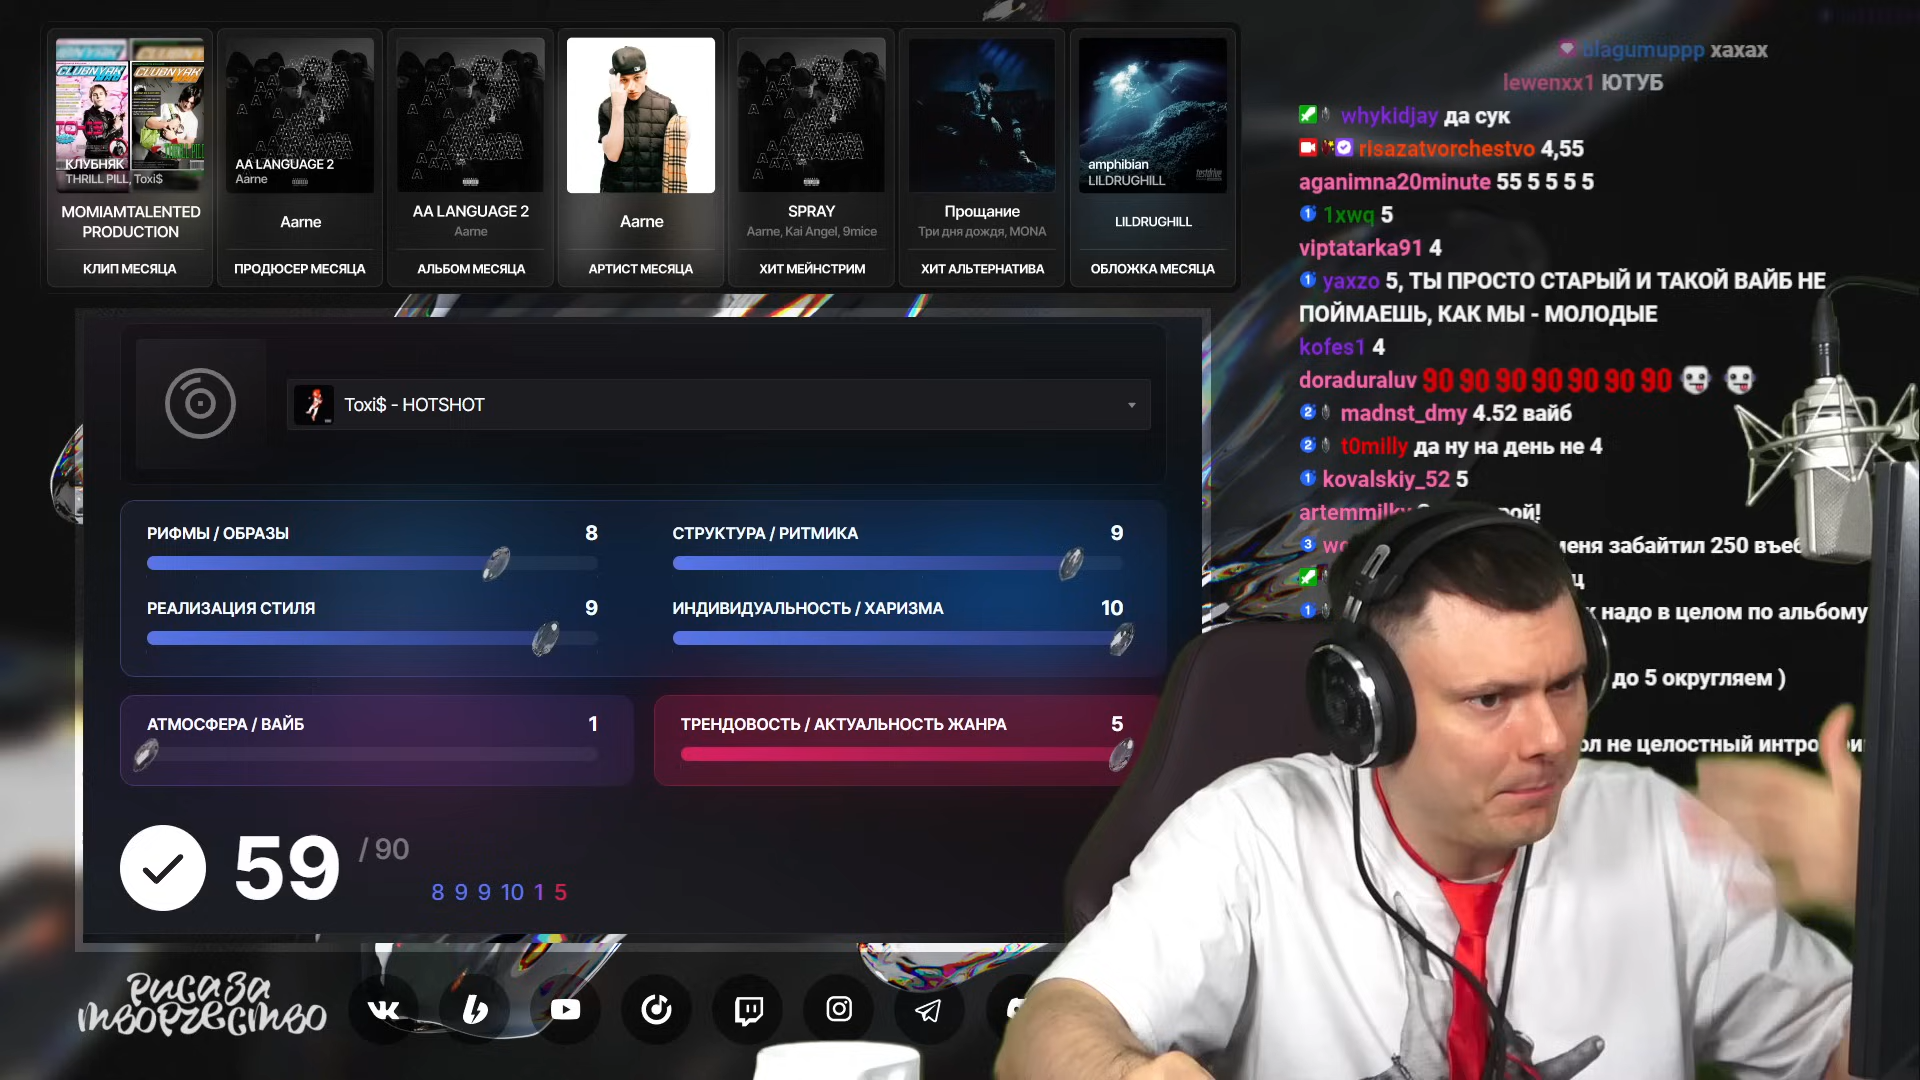 CLUBNYAK
CLUBNYAK
КЛУБНЯК
THRILL PILL, Toxi$
MOMIAMTALENTED
PRODUCTION
КЛИП МЕСЯЦА
AA LANGUAGE 2
Aarne
Aarne
ПРОДЮСЕР МЕСЯЦА
AA LANGUAGE 2
Aarne
АЛЬБОМ МЕСЯЦА
Aarne
АРТИСТ МЕСЯЦА
SPRAY
Aarne, Kai Angel, 9mice
ХИТ МЕЙНСТРИМ
Прощание
Три дня дождя, MONA
ХИТ АЛЬТЕРНАТИВА
amphibian
LILDRUGHILL
LILDRUGHILL
ОБЛОЖКА МЕСЯЦА
Toxi$ - HOTSHOT
РИФМЫ / ОБРАЗЫ 8
СТРУКТУРА / РИТМИКА 9
РЕАЛИЗАЦИЯ СТИЛЯ 9
ИНДИВИДУАЛЬНОСТЬ / ХАРИЗМА 10
АТМОСФЕРА / ВАЙБ 1
ТРЕНДОВОСТЬ / АКТУАЛЬНОСТЬ ЖАНРА 5
59 / 90
8 9 9 10 1 5
РИСАЗА
ТВОРЧЕСТВО
blagumuppp хахах
lewenxx1 ЮТУБ
whykidjay да сук
risazatvorchestvo 4,55
aganimna20minute 55 5 5 5 5
1xwq 5
viptatarka91 4
yaxzo 5, ТЫ ПРОСТО СТАРЫЙ И ТАКОЙ ВАЙБ НЕ
ПОЙМАЕШЬ, КАК МЫ - МОЛОДЫЕ
kofes1 4
doraduraluv 90 90 90 90 90 90 90
madnst_dmy 4.52 вайб
t0milly да ну на день не 4
kovalskiy_52 5
artemmilky
забайтил 250
надо в целом по альбому
до 5 округляем )
не целостный